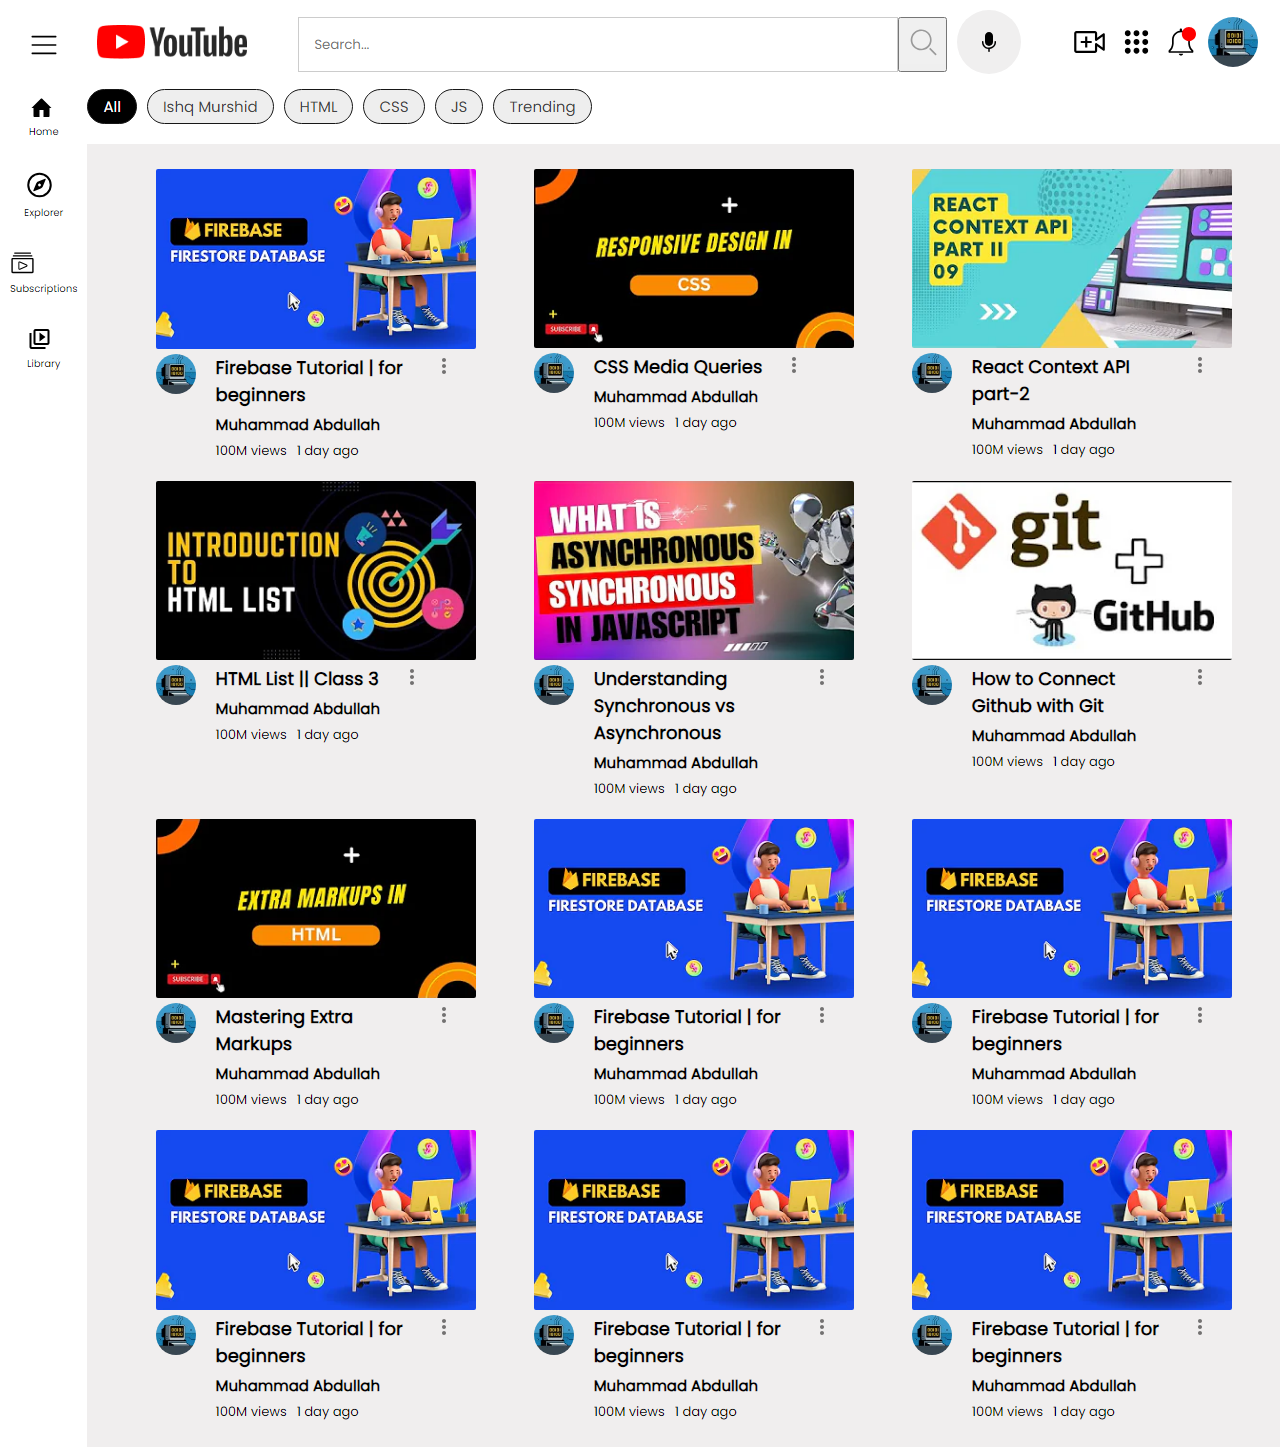 YouTube
Search...
Home
Explorer
Subscriptions
Library
All
Ishq Murshid
HTML
CSS
JS
Trending
FIREBASE
FIRESTORE DATABASE
Firebase Tutorial | for
beginners
Muhammad Abdullah
100M views 1 day ago
RESPONSIVE DESIGN IN
CSS
SUBSCRIBE
CSS Media Queries
Muhammad Abdullah
100M views 1 day ago
REACT
CONTEXT API
PART II
09
React Context API
part-2
Muhammad Abdullah
100M views 1 day ago
INTRODUCTION
TO
HTML LIST
HTML List || Class 3
Muhammad Abdullah
100M views 1 day ago
WHAT IS
ASYNCHRONOUS
SYNCHRONOUS
IN JAVASCRIPT
Understanding
Synchronous vs
Asynchronous
Muhammad Abdullah
100M views 1 day ago
git
GitHub
How to Connect
Github with Git
Muhammad Abdullah
100M views 1 day ago
EXTRA MARKUPS IN
HTML
SUBSCRIBE
Mastering Extra
Markups
Muhammad Abdullah
100M views 1 day ago
FIREBASE
FIRESTORE DATABASE
Firebase Tutorial | for
beginners
Muhammad Abdullah
100M views 1 day ago
FIREBASE
FIRESTORE DATABASE
Firebase Tutorial | for
beginners
Muhammad Abdullah
100M views 1 day ago
FIREBASE
FIRESTORE DATABASE
Firebase Tutorial | for
beginners
Muhammad Abdullah
100M views 1 day ago
FIREBASE
FIRESTORE DATABASE
Firebase Tutorial | for
beginners
Muhammad Abdullah
100M views 1 day ago
FIREBASE
FIRESTORE DATABASE
Firebase Tutorial | for
beginners
Muhammad Abdullah
100M views 1 day ago